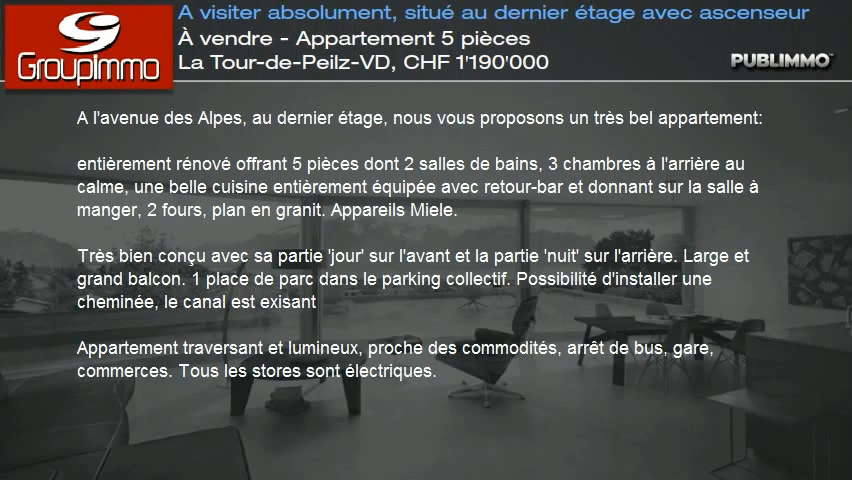 A visiter absolument, situé au dernier étage avec ascenseur
À vendre - Appartement 5 pièces
La Tour-de-Peilz-VD, CHF 1'190'000
Groupimmo
PUBLIMMO
A l'avenue des Alpes, au dernier étage, nous vous proposons un très bel appartement:
entièrement rénové offrant 5 pièces dont 2 salles de bains, 3 chambres à l'arrière au
calme, une belle cuisine entièrement équipée avec retour-bar et donnant sur la salle à
manger, 2 fours, plan en granit. Appareils Miele.
Très bien conçu avec sa partie 'jour' sur l'avant et la partie 'nuit' sur l'arrière. Large et
grand balcon. 1 place de parc dans le parking collectif. Possibilité d'installer une
cheminée, le canal est exisant
Appartement traversant et lumineux, proche des commodités, arrêt de bus, gare,
commerces. Tous les stores sont électriques.